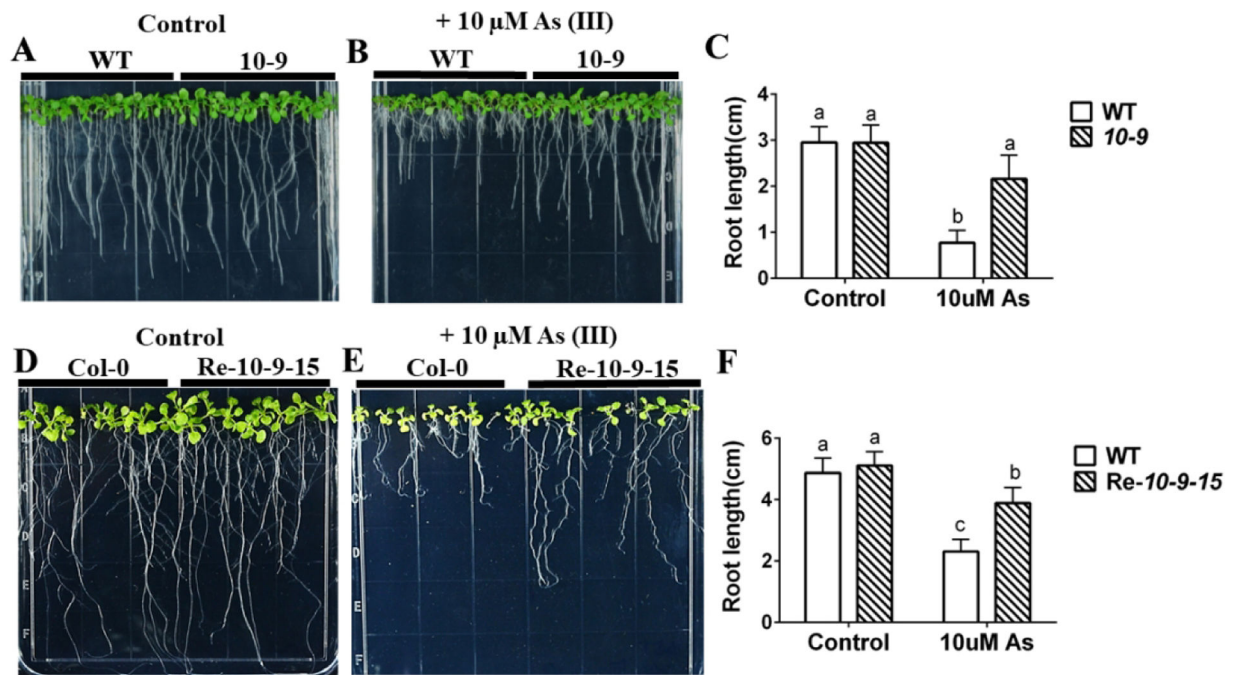 Control
+ 10 µM As (III)
A
WT
10-9
B
WT
10-9
C
Root length(cm)
4
3
2
1
0
a
a
b
a
Control
10uM As
WT
10-9
Control
+ 10 µM As (III)
D
Col-0
Re-10-9-15
E
Col-0
Re-10-9-15
F
Root length(cm)
6
4
2
0
a
a
c
b
Control
10uM As
WT
Re-10-9-15
C
D
E
C
D
E
F
C
D
E
F